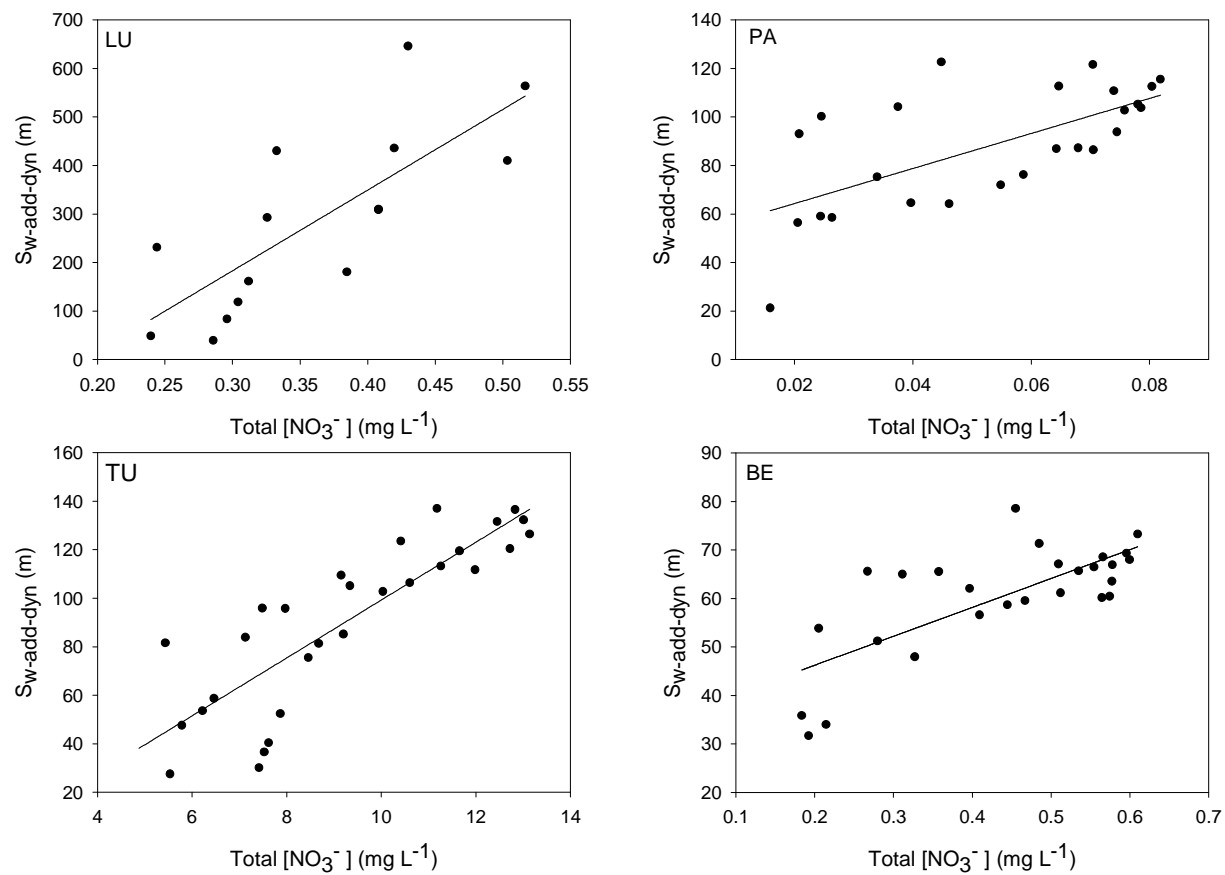 LU
700
600
500
400
300
200
100
0
Sw-add-dyn (m)
0.20 0.25 0.30 0.35 0.40 0.45 0.50 0.55
Total [NO3- ] (mg L-1)
PA
140
120
100
80
60
40
20
0
Sw-add-dyn (m)
0.02 0.04 0.06 0.08
Total [NO3- ] (mg L-1)
TU
160
140
120
100
80
60
40
20
Sw-add-dyn (m)
4 6 8 10 12 14
Total [NO3- ] (mg L-1)
BE
90
80
70
60
50
40
30
20
Sw-add-dyn (m)
0.1 0.2 0.3 0.4 0.5 0.6 0.7
Total [NO3- ] (mg L-1)